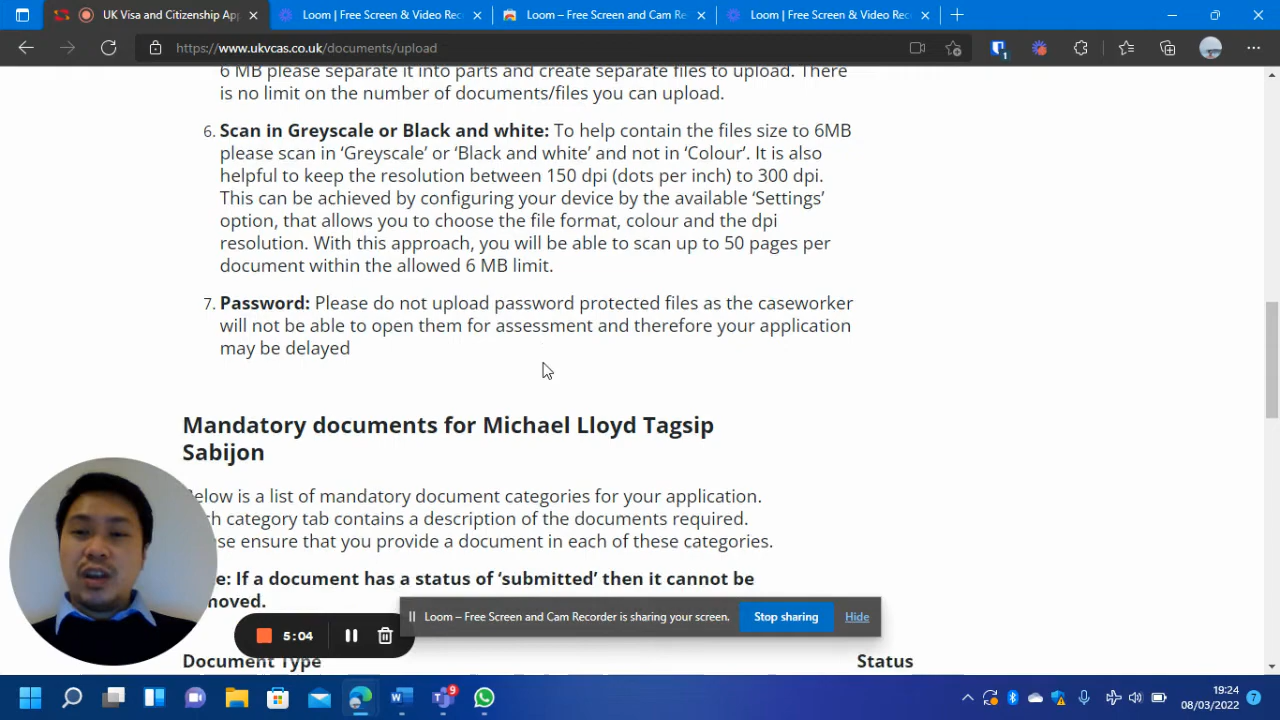 UK Visa and Citizenship App
Loom | Free Screen & Video Rec
Loom – Free Screen and Cam Re
Loom | Free Screen & Video Rec
https://www.ukvcas.co.uk/documents/upload
1
6 MB please separate it into parts and create separate files to upload. There
is no limit on the number of documents/files you can upload.
6. Scan in Greyscale or Black and white: To help contain the files size to 6MB
please scan in ‘Greyscale’ or ‘Black and white’ and not in ‘Colour’. It is also
helpful to keep the resolution between 150 dpi (dots per inch) to 300 dpi.
This can be achieved by configuring your device by the available ‘Settings’
option, that allows you to choose the file format, colour and the dpi
resolution. With this approach, you will be able to scan up to 50 pages per
document within the allowed 6 MB limit.
7. Password: Please do not upload password protected files as the caseworker
will not be able to open them for assessment and therefore your application
may be delayed
Mandatory documents for Michael Lloyd Tagsip
Sabijon
elow is a list of mandatory document categories for your application.
ch category tab contains a description of the documents required.
se ensure that you provide a document in each of these categories.
e: If a document has a status of ‘submitted’ then it cannot be
moved.
Loom – Free Screen and Cam Recorder is sharing your screen.
Stop sharing
Hide
5:04
Document Type
Status
9
19:24
08/03/2022
7